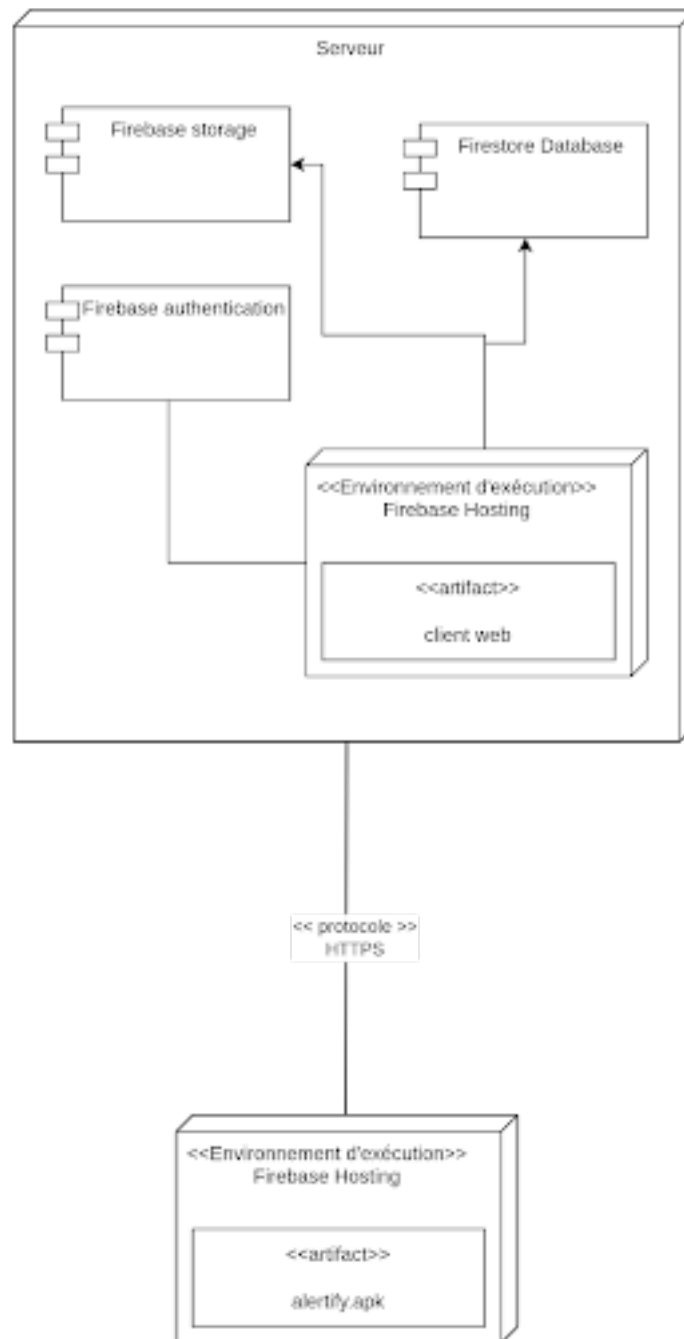 Serveur
Firebase storage
Firestore Database
Firebase authentication
<<Environnement d'exécution>>
Firebase Hosting
<<artifact>>
client web
<< protocole >>
HTTPS
<<Environnement d'exécution>>
Firebase Hosting
<<artifact>>
alertify.apk